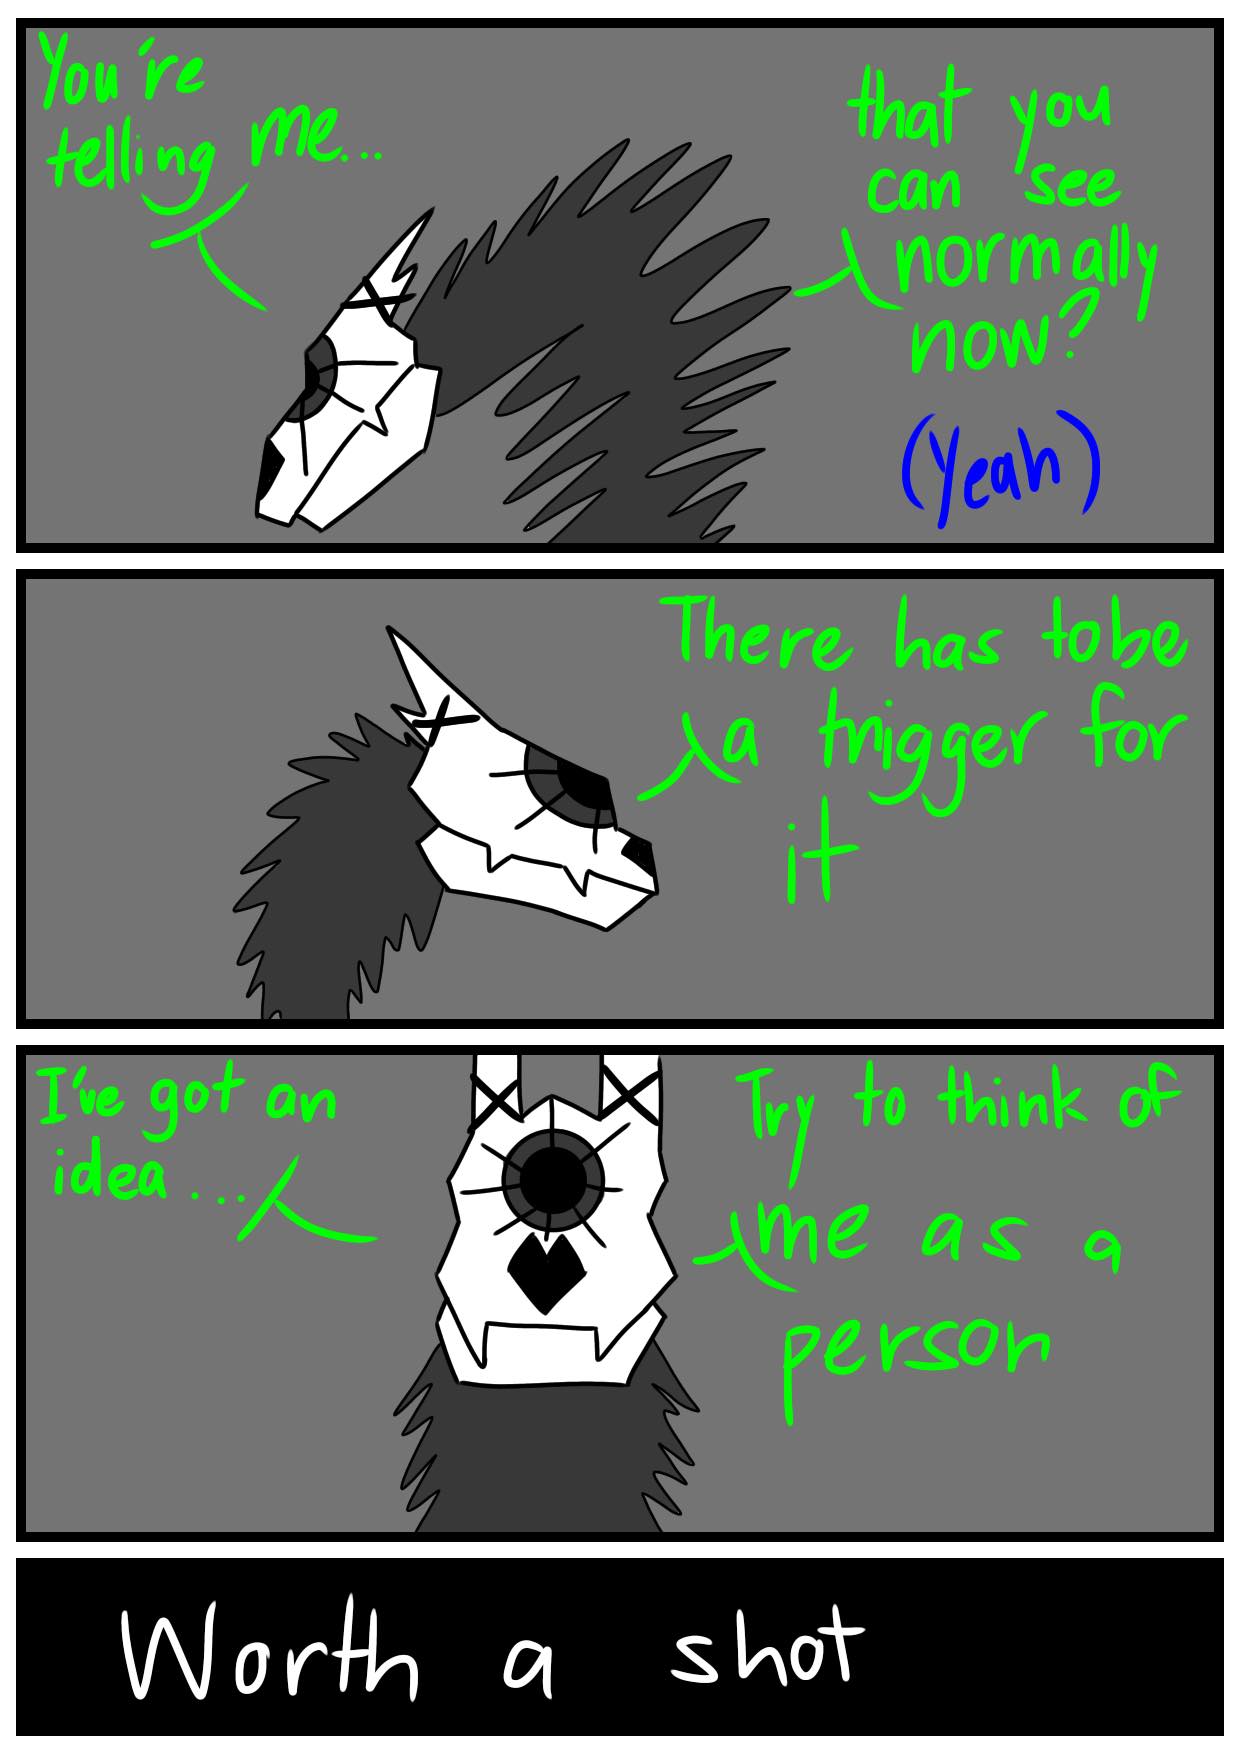 You're
telling me...
that you
can see
normally
now?
(Yeah)
There has tobe
a trigger for
it
I've got an
idea ...
Try to think of
me as a
person
Worth a shot